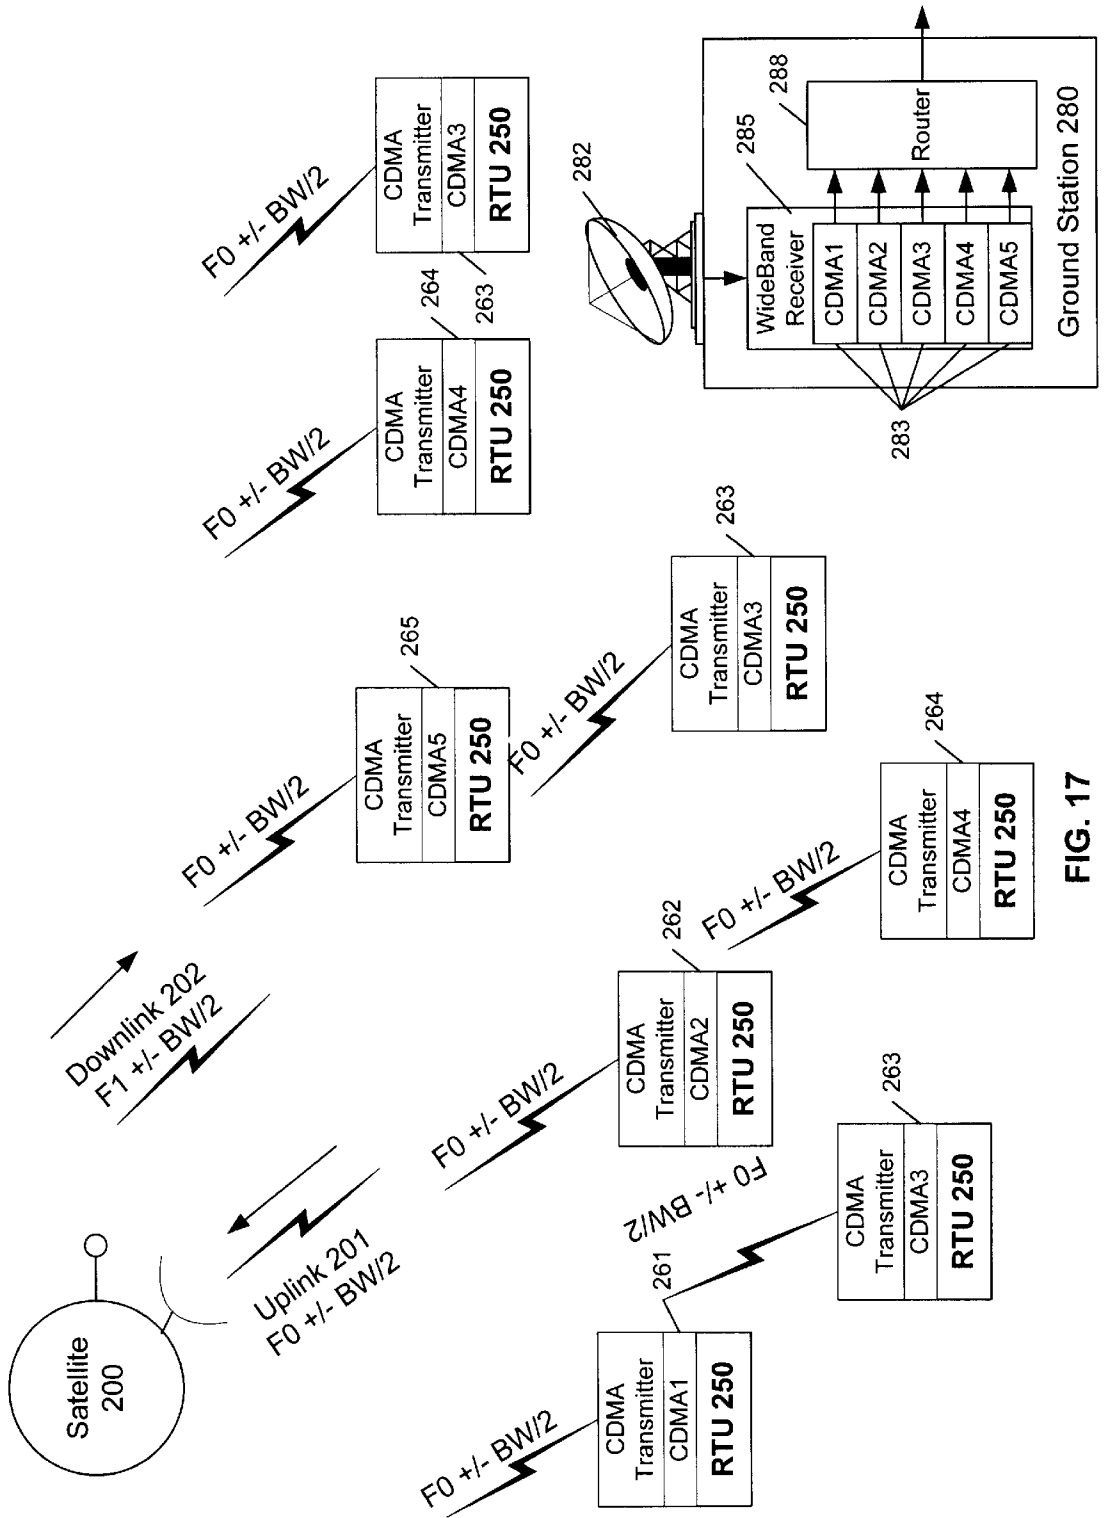 Satellite
200
Downlink 202
F1 +/- BW/2
Uplink 201
F0 +/- BW/2
F0 +/- BW/2
CDMA
Transmitter
CDMA1
RTU 250
261
F0 +/- BW/2
CDMA
Transmitter
CDMA2
RTU 250
262
F0 +/- BW/2
CDMA
Transmitter
CDMA3
RTU 250
263
F0 +/- BW/2
CDMA
Transmitter
CDMA4
RTU 250
264
F0 +/- BW/2
CDMA
Transmitter
CDMA5
RTU 250
265
F0 +/- BW/2
CDMA
Transmitter
CDMA3
RTU 250
263
F0 +/- BW/2
CDMA
Transmitter
CDMA4
RTU 250
264
F0 +/- BW/2
CDMA
Transmitter
CDMA3
RTU 250
263
282
285
288
WideBand
Receiver
CDMA1
CDMA2
CDMA3
CDMA4
CDMA5
283
Router
Ground Station 280
FIG. 17